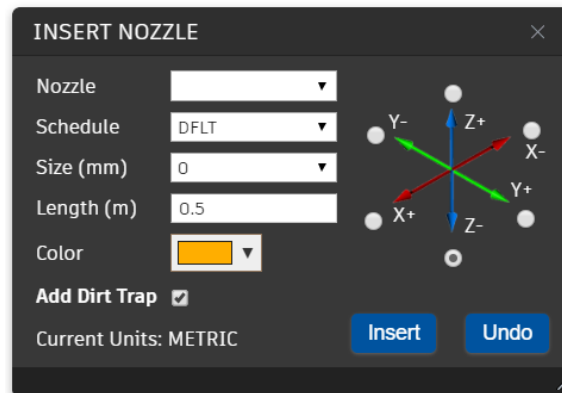 INSERT NOZZLE
Nozzle
Schedule DFLT
Size (mm) 0
Length (m) 0.5
Color
Add Dirt Trap
Current Units: METRIC
Y- Z+
X-
Y+
X+ Z-
Insert Undo